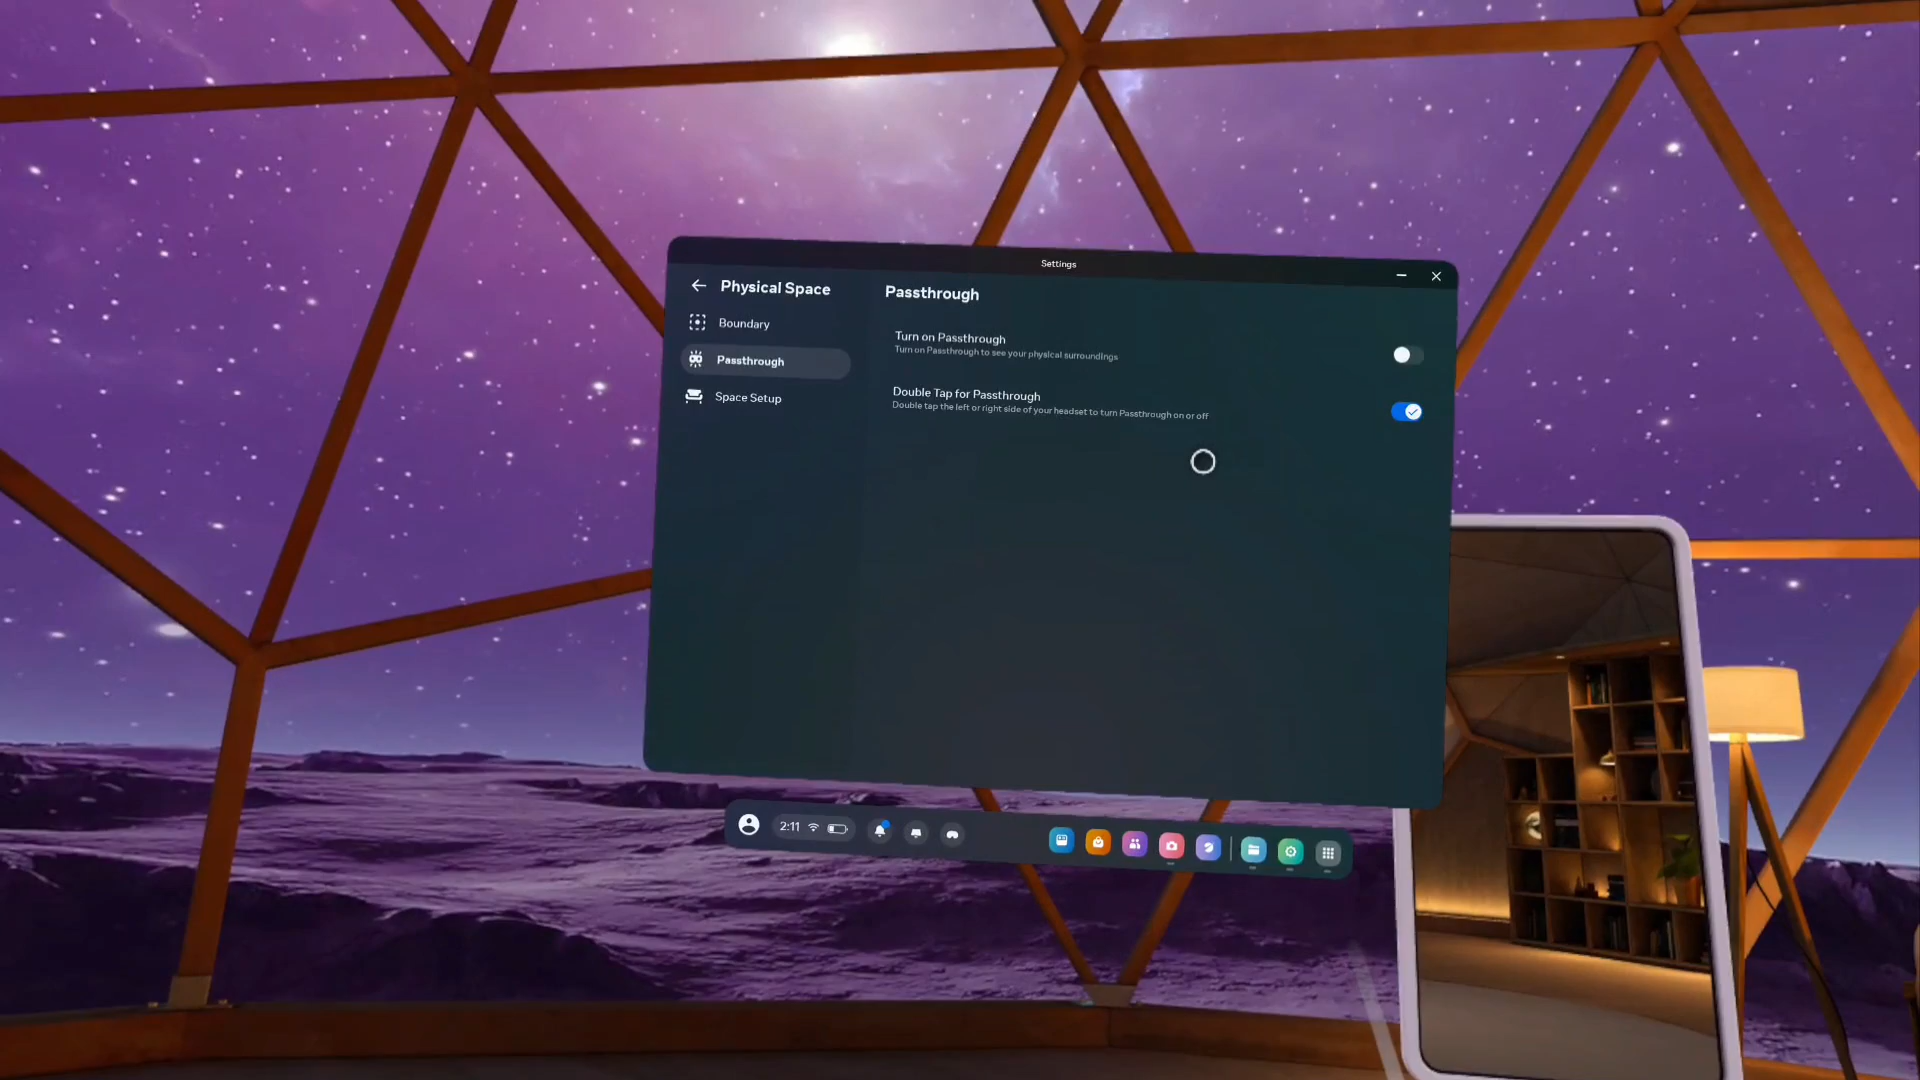 Settings
Physical Space
Boundary
Passthrough
Space Setup
Passthrough
Turn on Passthrough
Turn on Passthrough to see your physical surroundings
Double Tap for Passthrough
Double tap the left or right side of your headset to turn Passthrough on or off
2:11